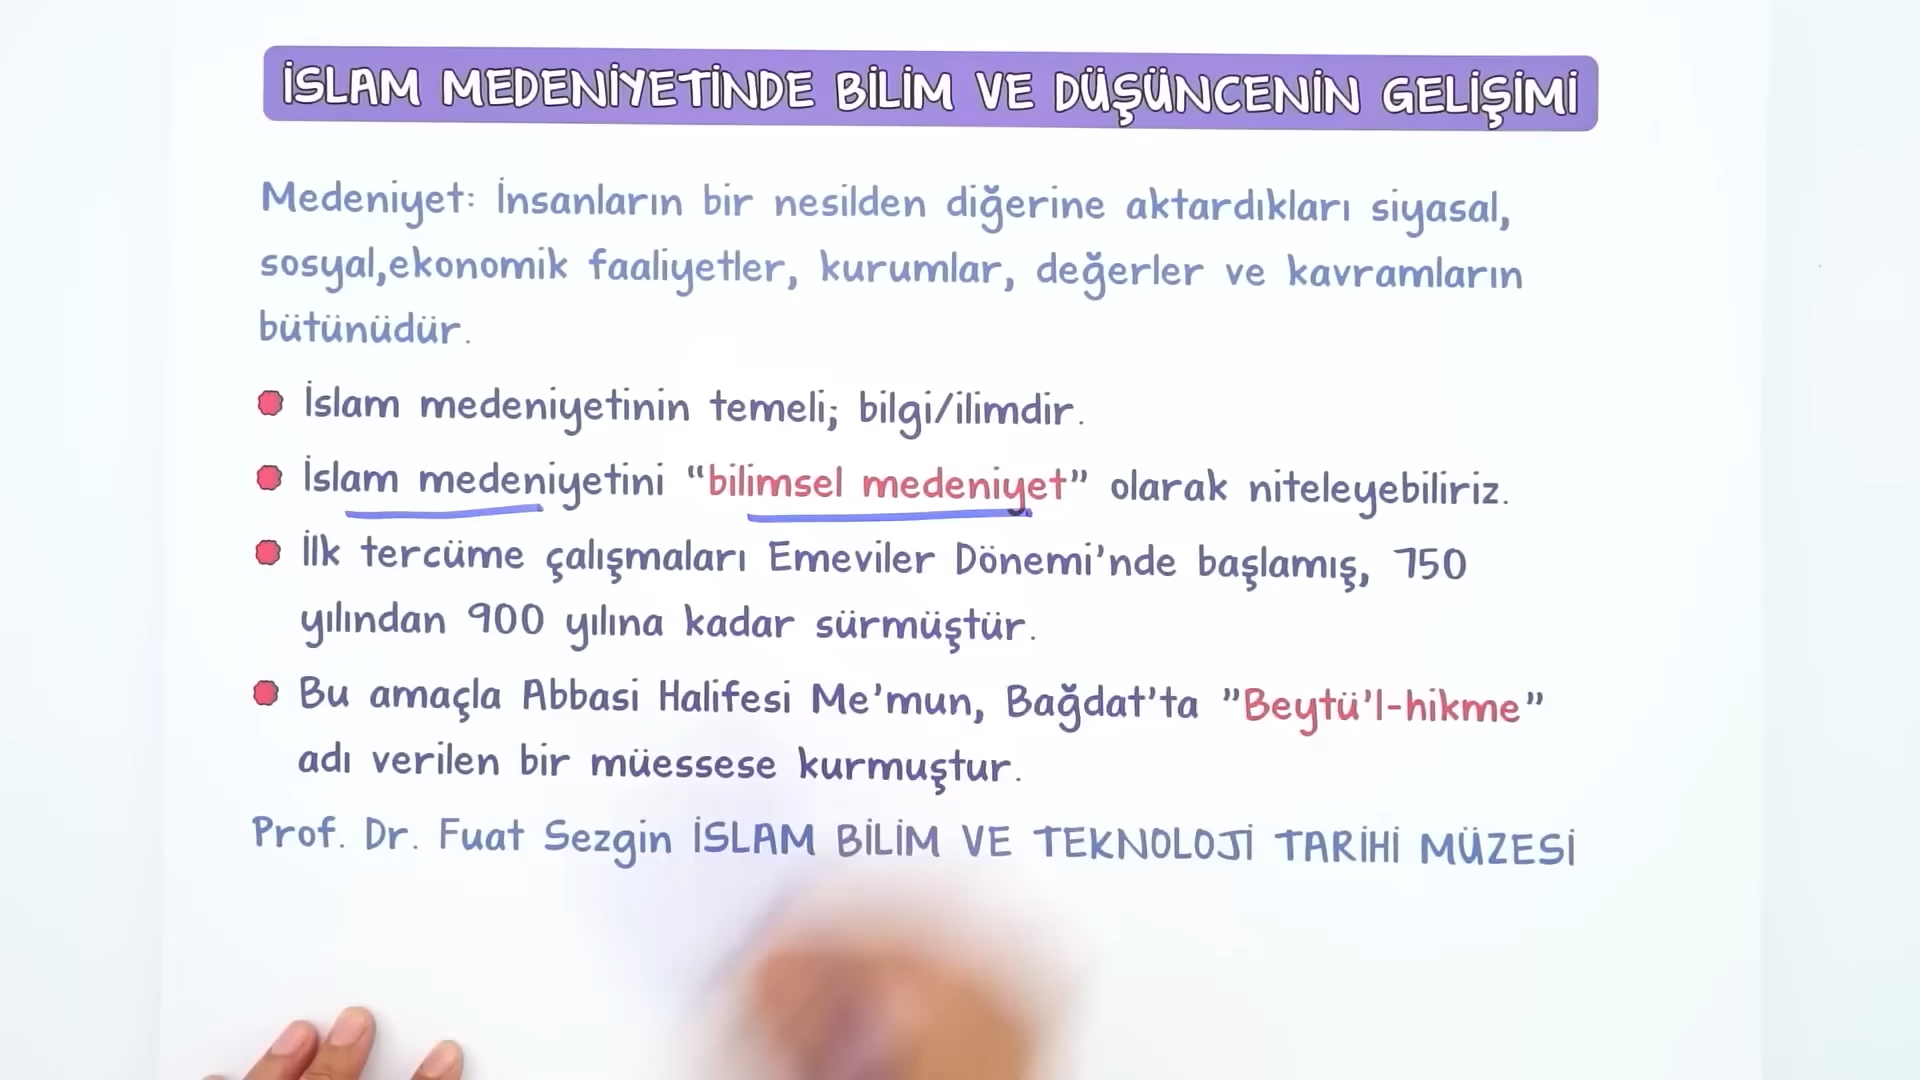 İSLAM MEDENİYETİNDE BİLİM VE DÜŞÜNCENİN GELİŞİMİ
Medeniyet: İnsanların bir nesilden diğerine aktardıkları siyasal,
sosyal,ekonomik faaliyetler, kurumlar, değerler ve kavramların
bütünüdür.
İslam medeniyetinin temeli; bilgi/ilimdir.
İslam medeniyetini “bilimsel medeniyet” olarak niteleyebiliriz.
İlk tercüme çalışmaları Emeviler Dönemi’nde başlamış, 750
yılından 900 yılına kadar sürmüştür.
Bu amaçla Abbasi Halifesi Me’mun, Bağdat’ta ”Beytü’l-hikme”
adı verilen bir müessese kurmuştur.
Prof. Dr. Fuat Sezgin İSLAM BİLİM VE TEKNOLOJİ TARİHİ MÜZESİ